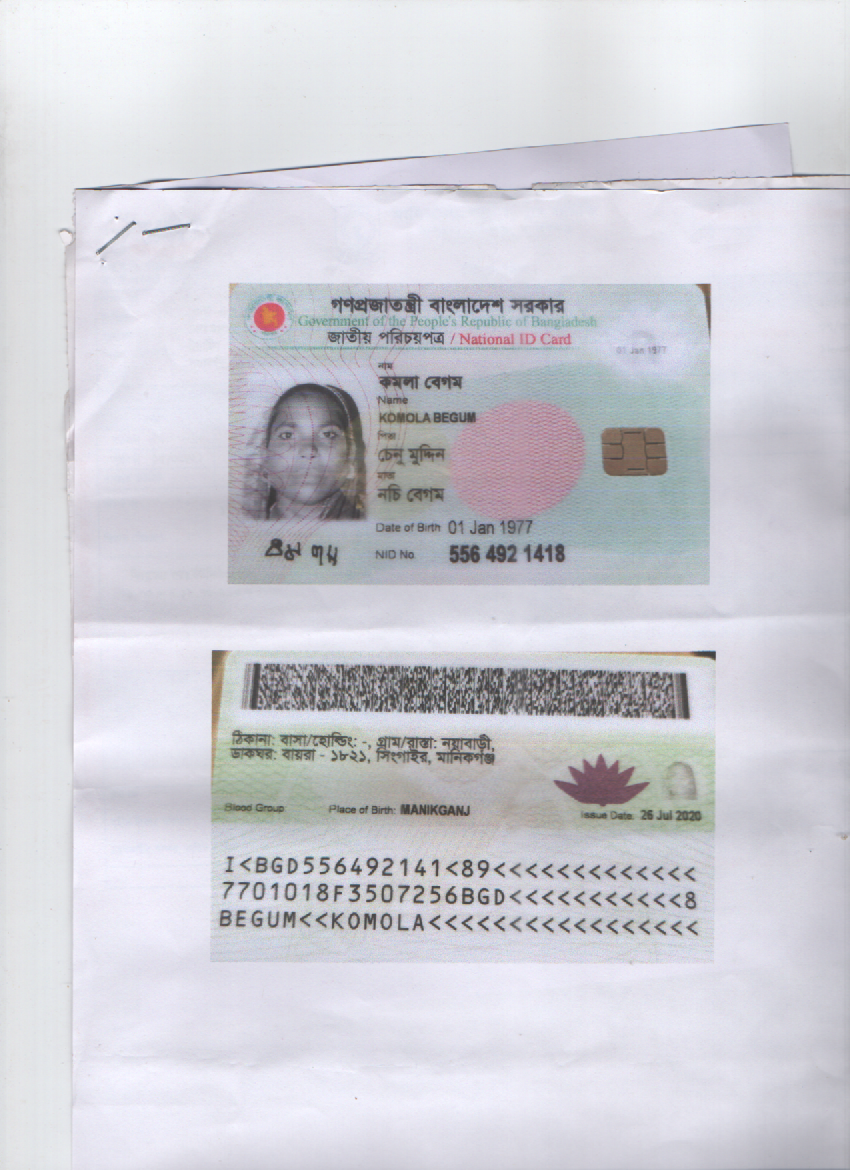 গণপ্রজাতন্ত্রী বাংলাদেশ সরকার
Government of the People's Republic of Bangladesh
জাতীয় পরিচয়পত্র / National ID Card
01 Jan 1977
নাম
কমলা বেগম
Name
KOMOLA BEGUM
পিতা
চেনু মুদ্দিন
মাতা
নচি বেগম
Date of Birth 01 Jan 1977
NID No. 556 492 1418
ঠিকানা: বাসা/হোল্ডিং: -, গ্রাম/রাস্তা: নয়াবাড়ী,
ডাকঘর: বায়রা - ১৮২১, সিংগাইর, মানিকগঞ্জ
Blood Group Place of Birth: MANIKGANJ Issue Date: 26 Jul 2020
I<BGD556492141<89<<<<<<<<<<<<<
7701018F3507256BGD<<<<<<<<<<<8
BEGUM<<KOMOLA<<<<<<<<<<<<<<<<<